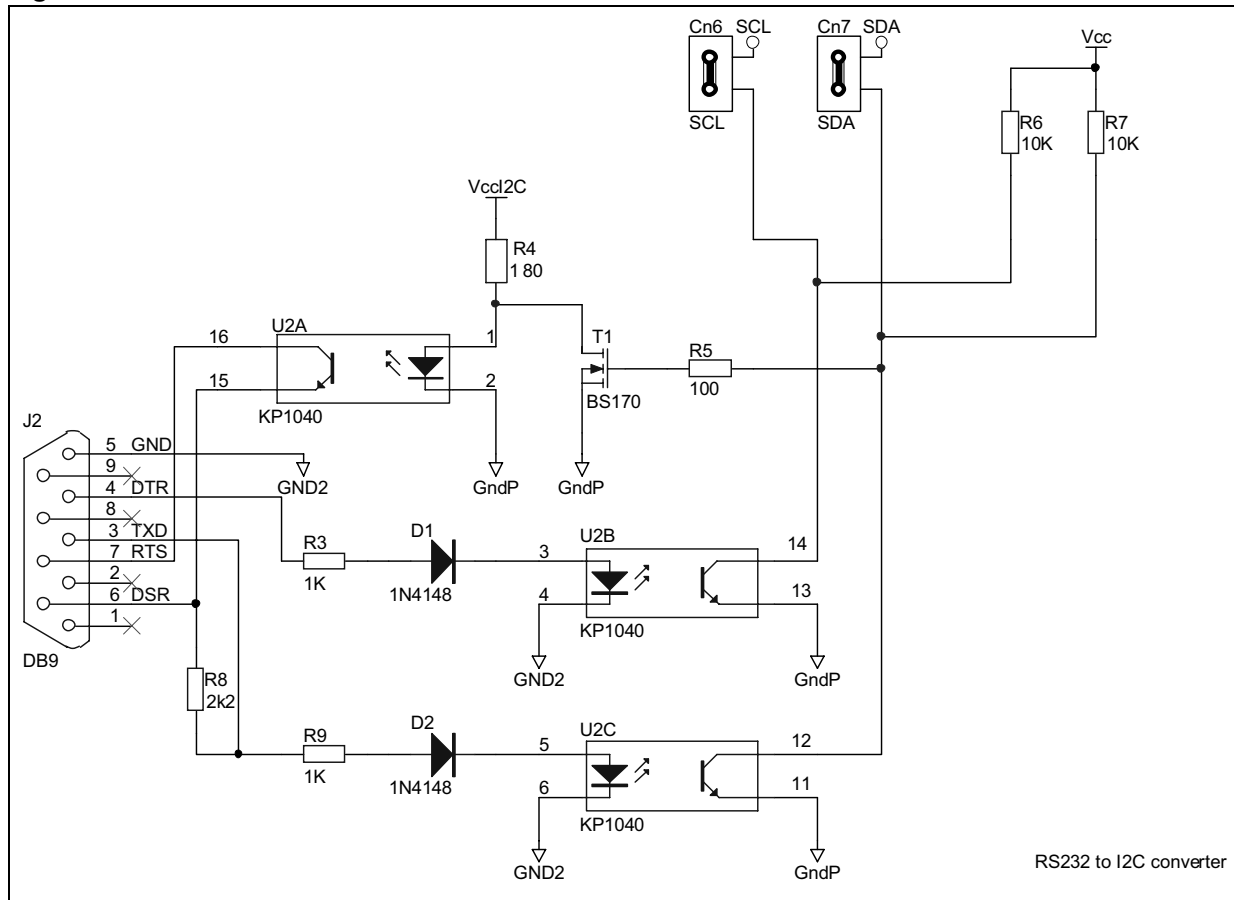 Cn6 SCL
Cn7 SDA
Vcc
SCL
SDA
R6
10K
R7
10K
VccI2C
R4
1 80
U2A
16
1
T1
15
2
R5
100
KP1040
BS170
J2
5 GND
9
GND2
GndP
GndP
4 DTR
8
3 TXD
7 RTS
2
6 DSR
1
DB9
R3
1K
D1
1N4148
3
4
U2B
14
13
KP1040
GND2
GndP
R8
2k2
R9
1K
D2
1N4148
5
6
U2C
12
11
KP1040
GND2
GndP
RS232 to I2C converter